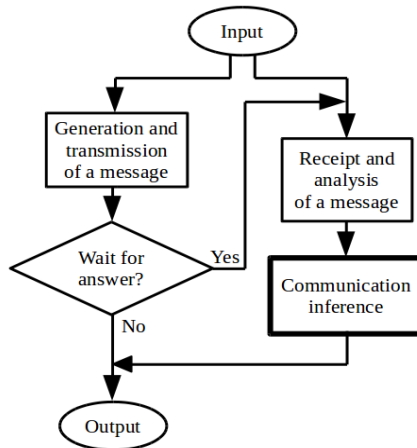 Input
Generation and
transmission
of a message
Receipt and
analysis
of a message
Wait for
answer?
Yes
No
Communication
inference
Output